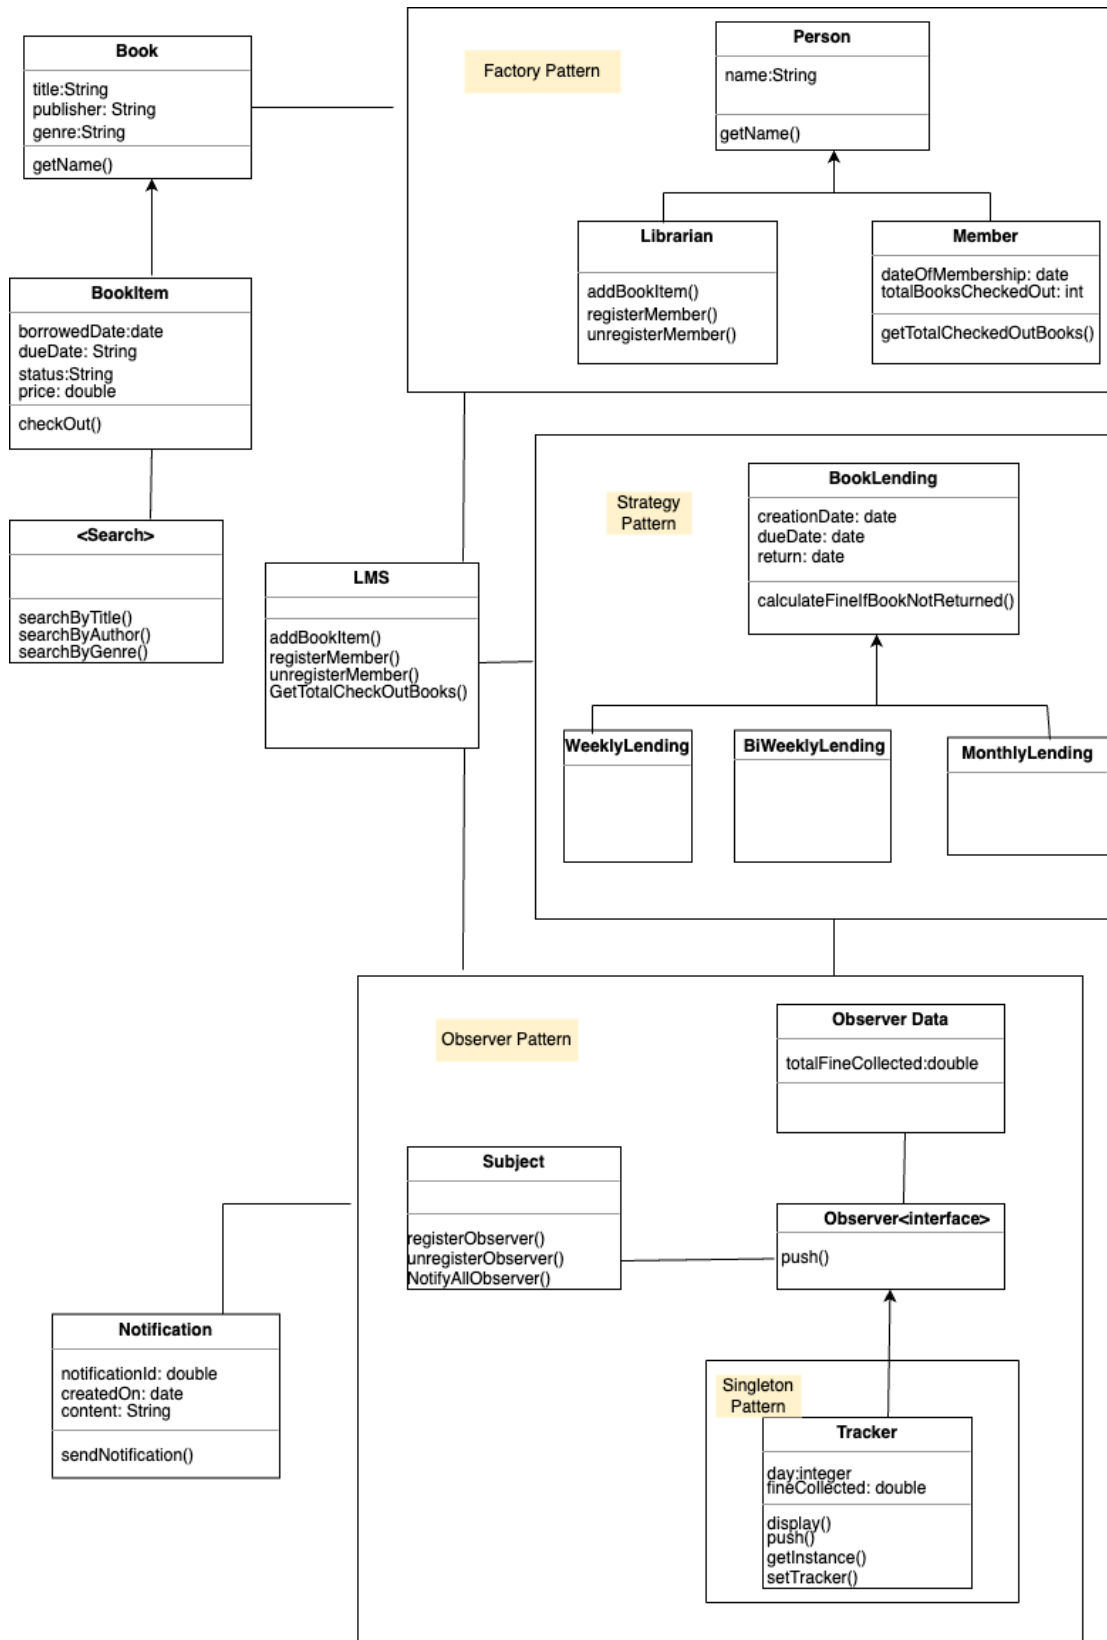 Book
title:String
publisher: String
genre:String
getName()
Factory Pattern
Person
name:String
getName()
Librarian
addBookItem()
registerMember()
unregisterMember()
Member
dateOfMembership: date
totalBooksCheckedOut: int
getTotalCheckedOutBooks()
BookItem
borrowedDate:date
dueDate: String
status:String
price: double
checkOut()
<Search>
searchByTitle()
searchByAuthor()
searchByGenre()
LMS
addBookItem()
registerMember()
unregisterMember()
GetTotalCheckOutBooks()
Strategy
Pattern
BookLending
creationDate: date
dueDate: date
return: date
calculateFineIfBookNotReturned()
WeeklyLending
BiWeeklyLending
MonthlyLending
Observer Pattern
Observer Data
totalFineCollected:double
Subject
registerObserver()
unregisterObserver()
NotifyAllObserver()
Observer<interface>
push()
Notification
notificationId: double
createdOn: date
content: String
sendNotification()
Singleton
Pattern
Tracker
day:integer
fineCollected: double
display()
push()
getInstance()
setTracker()